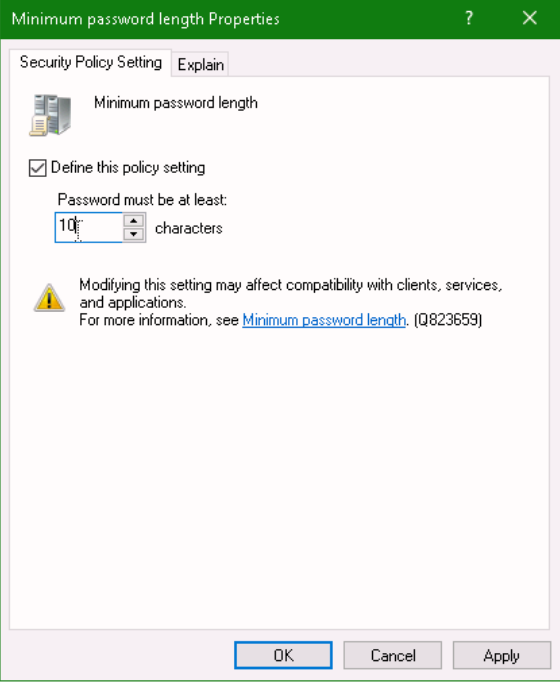 Minimum password length Properties
?
Security Policy Setting
Explain
Minimum password length
Define this policy setting
Password must be at least:
10
characters
Modifying this setting may affect compatibility with clients, services,
and applications.
For more information, see Minimum password length. (Q823659)
OK
Cancel
Apply